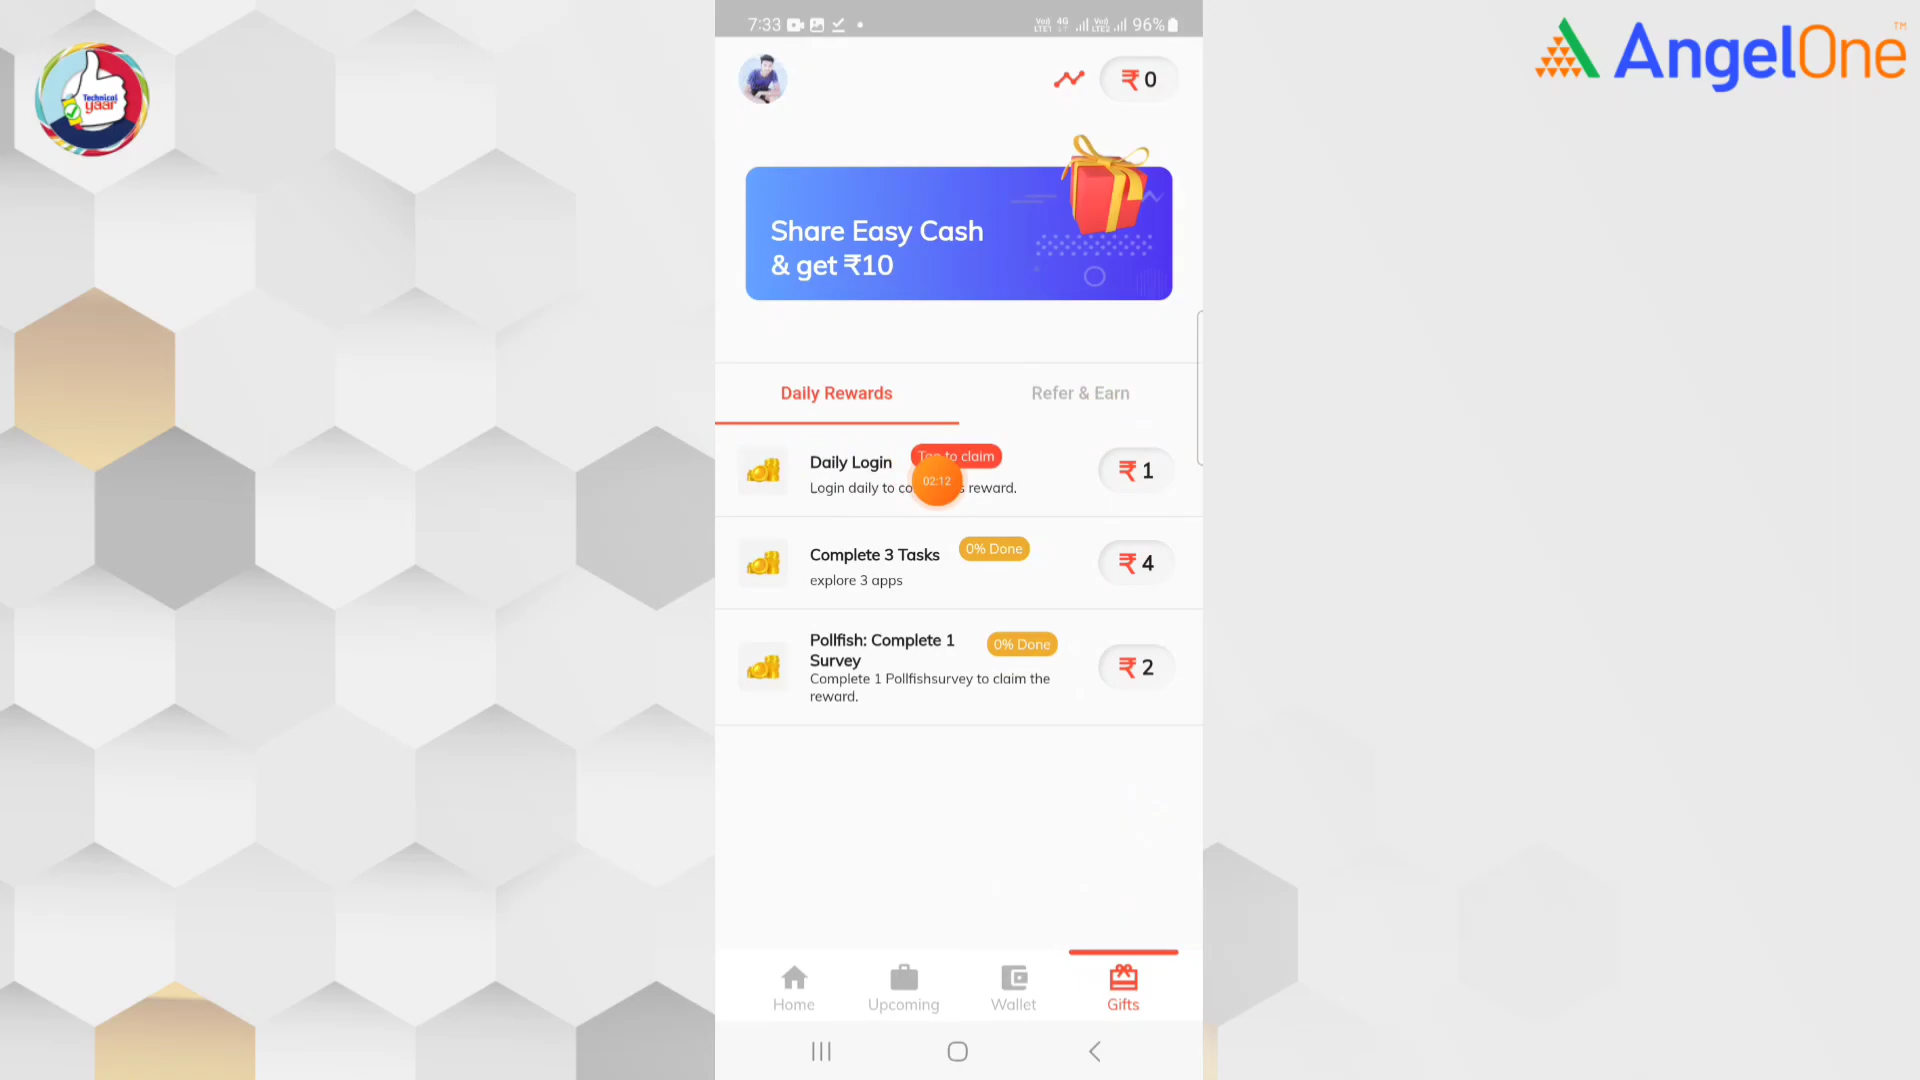 Technical
yaar
7:33
96%
₹ 0
AngelOne
TM
Share Easy Cash
& get ₹10
Daily Rewards
Refer & Earn
Daily Login
to claim
Login daily to reward.
02:12
₹ 1
Complete 3 Tasks
0% Done
explore 3 apps
₹ 4
Pollfish: Complete 1
Survey
0% Done
Complete 1 Pollfishsurvey to claim the
reward.
₹ 2
Home
Upcoming
Wallet
Gifts